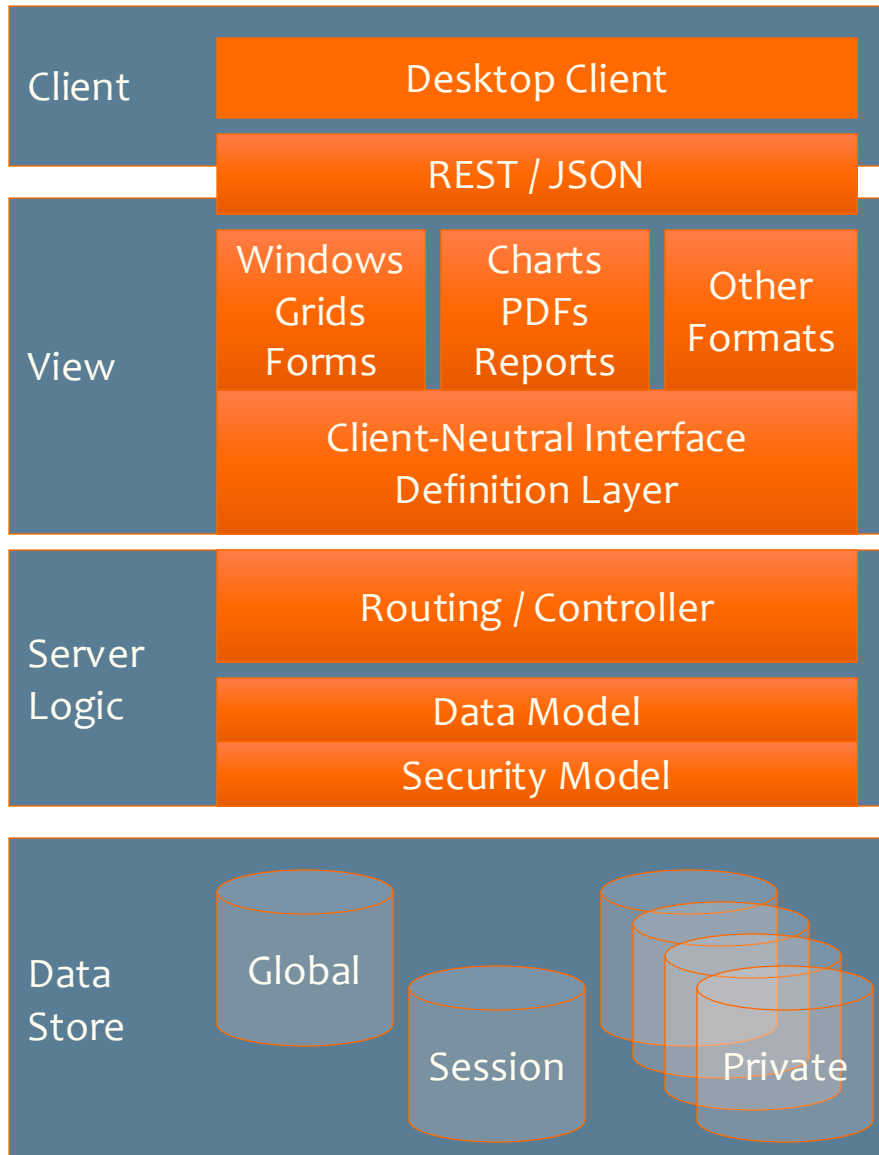 Client
Desktop Client
REST / JSON
View
Windows
Grids
Forms
Charts
PDFs
Reports
Other
Formats
Client-Neutral Interface
Definition Layer
Server
Logic
Routing / Controller
Data Model
Security Model
Data
Store
Global
Session
Private